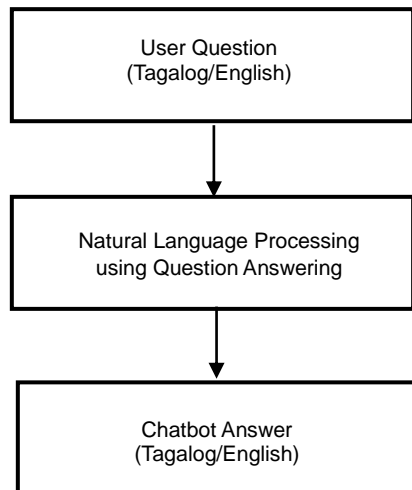 User Question
(Tagalog/English)
Natural Language Processing
using Question Answering
Chatbot Answer
(Tagalog/English)